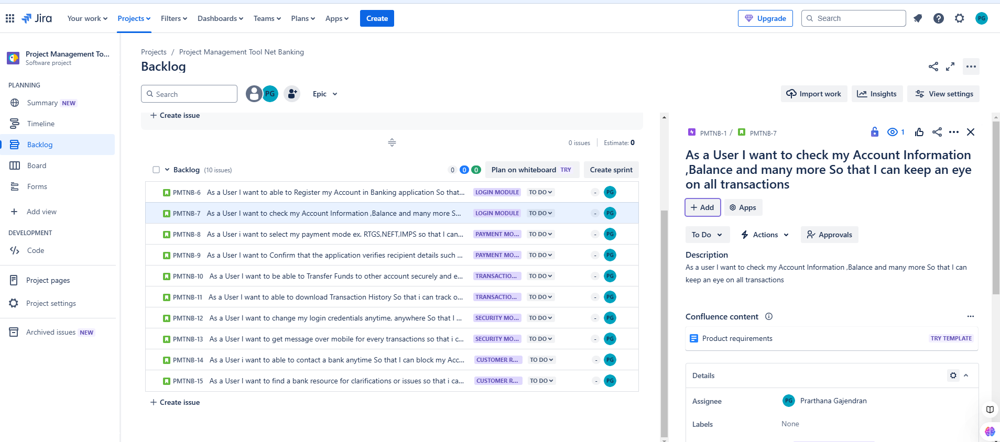 Jira
Your work
Projects
Filters
Dashboards
Teams
Plans
Apps
Create
Upgrade
Search
PG
Project Management To...
Software project
PLANNING
Summary NEW
Timeline
Backlog
Board
Forms
Add view
DEVELOPMENT
Code
Project pages
Project settings
Archived issues NEW
Projects / Project Management Tool Net Banking
Backlog
Search
PG
Epic
Import work
Insights
View settings
+ Create issue
0 issues
Estimate: 0
Backlog (10 issues)
0 0 0
Plan on whiteboard TRY
Create sprint
PMTNB-6 As a User I want to able to Register my Account in Banking application So that... LOGIN MODULE TO DO - PG
PMTNB-7 As a User I want to check my Account Information ,Balance and many more S... LOGIN MODULE TO DO - PG
PMTNB-8 As a User i want to select my payment mode ex. RTGS,NEFT,IMPS so that I can... PAYMENT MO... TO DO - PG
PMTNB-9 As a User I want to Confirm that the application verifies recipient details such ... PAYMENT MO... TO DO - PG
PMTNB-10 As a User I want to be able to Transfer Funds to other account securely and e... TRANSACTIO... TO DO - PG
PMTNB-11 As a User I want to able to download Transaction History So that i can track o... TRANSACTIO... TO DO - PG
PMTNB-12 As a User I want to change my login credentials anytime, anywhere So that I ... SECURITY MO... TO DO - PG
PMTNB-13 As a User I want to get message over mobile for every transactions so that i c... SECURITY MO... TO DO - PG
PMTNB-14 As a User i want to able to contact a bank anytime So that I can block my Acc... CUSTOMER R... TO DO - PG
PMTNB-15 As a User I want to find a bank resource for clarifications or issues so that i ca... CUSTOMER R... TO DO - PG
+ Create issue
PMTNB-1 / PMTNB-7
1
As a User I want to check my Account Information
,Balance and many more So that I can keep an eye
on all transactions
+ Add
Apps
To Do
Actions
Approvals
Description
As a user I want to check my Account Information ,Balance and many more So that I can
keep an eye on all transactions
Confluence content
Product requirements
TRY TEMPLATE
Details
Assignee
PG Prarthana Gajendran
Labels
None